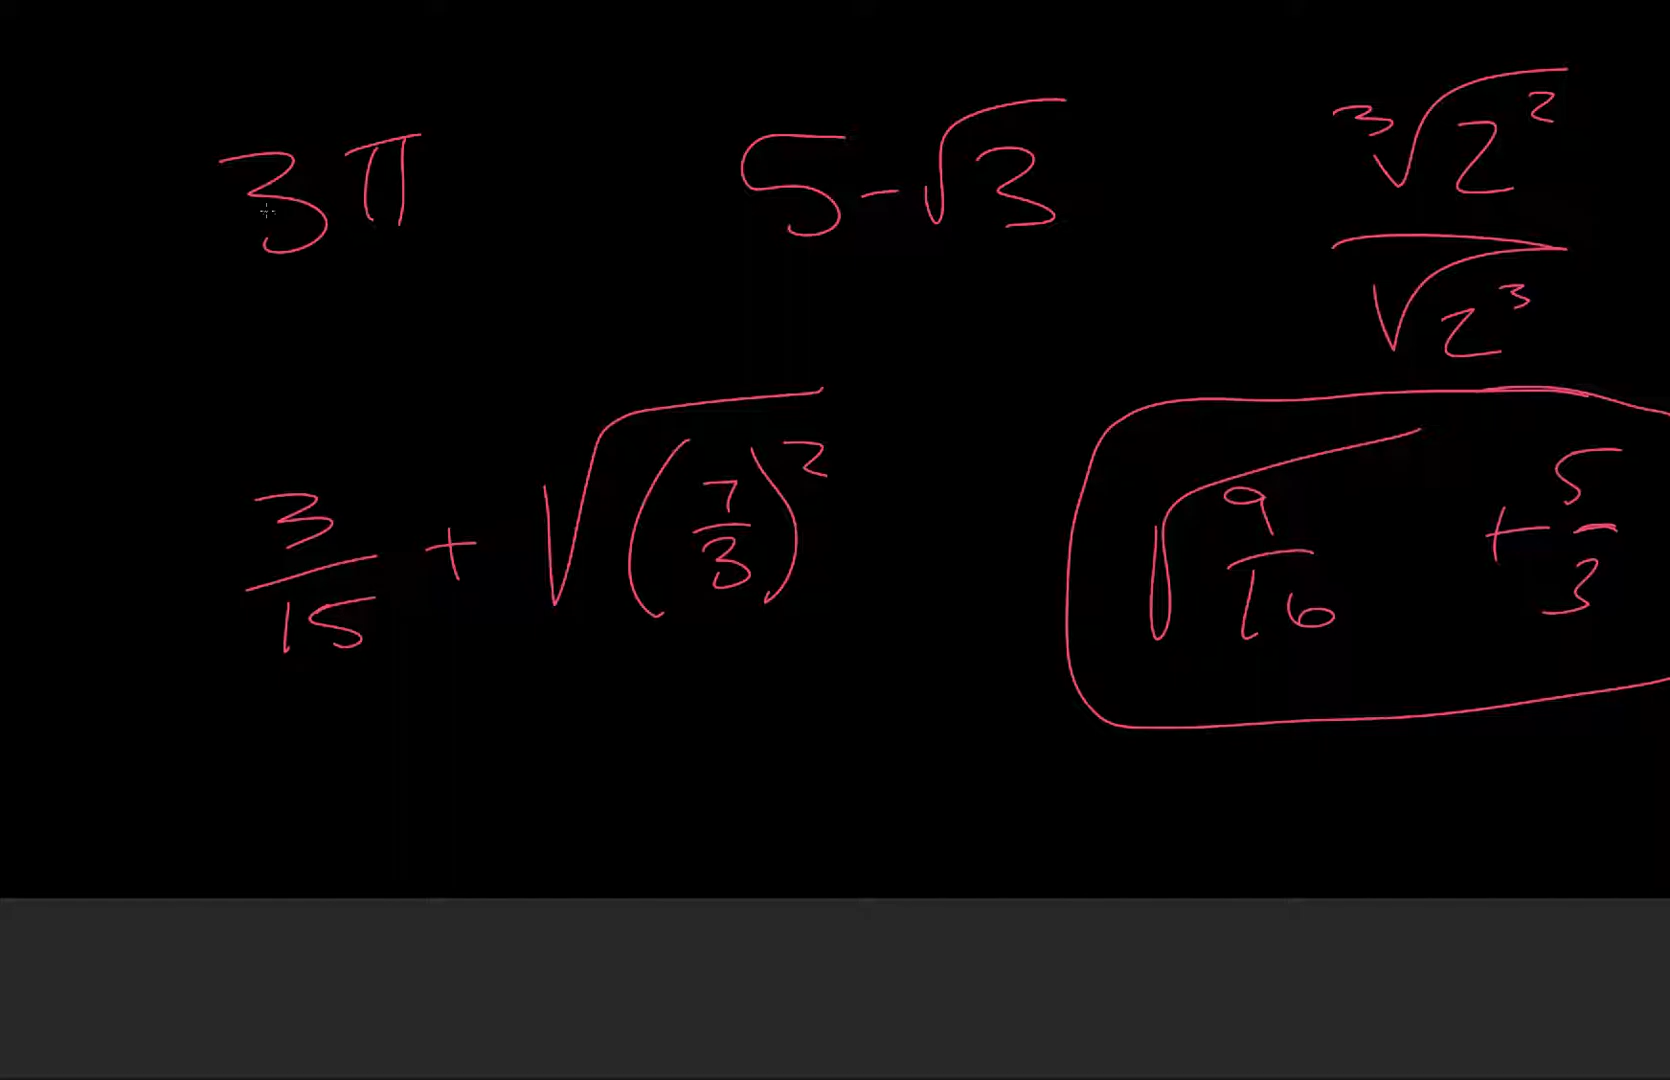 3π
5-√3
∛2²
√2³
3/15 + √(7/3)²
√9/16 + 5/3